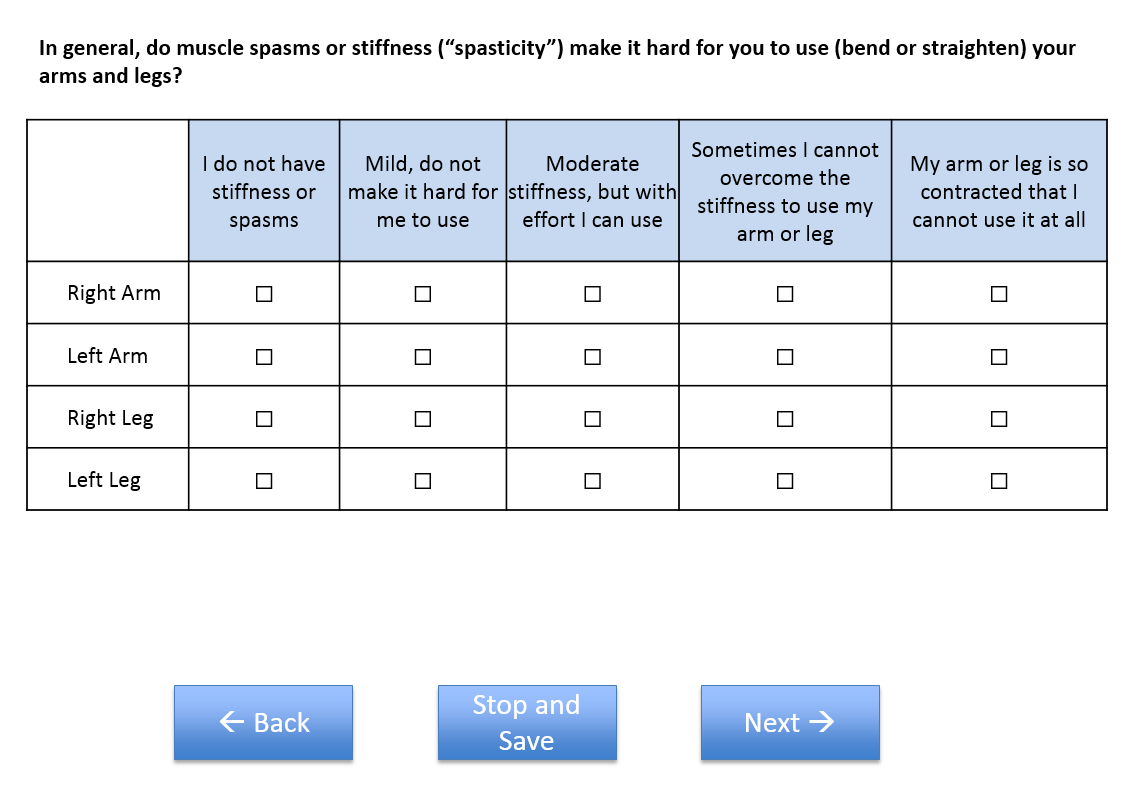 In general, do muscle spasms or stiffness (“spasticity”) make it hard for you to use (bend or straighten) your
arms and legs?
I do not have
stiffness or
spasms
Mild, do not
make it hard for
me to use
Moderate
stiffness, but with
effort I can use
Sometimes I cannot
overcome the
stiffness to use my
arm or leg
My arm or leg is so
contracted that I
cannot use it at all
Right Arm
☐ ☐ ☐ ☐ ☐
Left Arm
☐ ☐ ☐ ☐ ☐
Right Leg
☐ ☐ ☐ ☐ ☐
Left Leg
☐ ☐ ☐ ☐ ☐
← Back
Stop and
Save
Next →